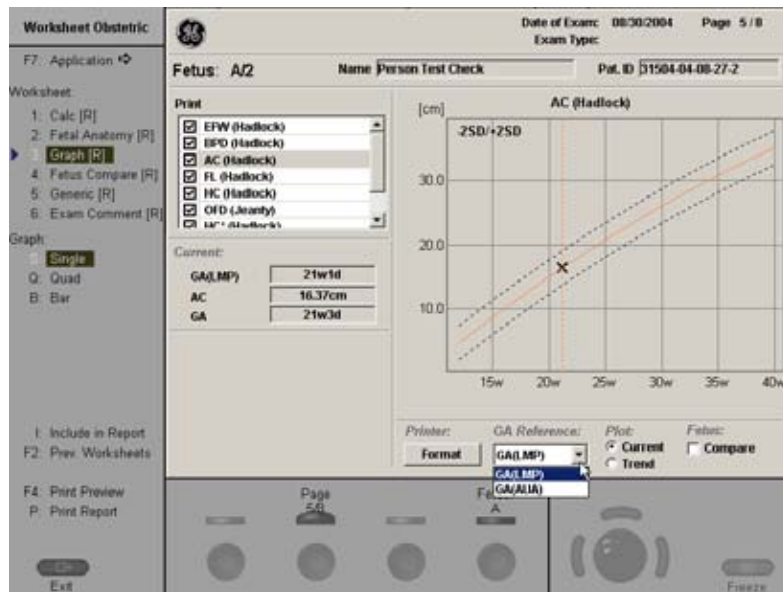 Worksheet Obstetric
F7: Application
Worksheet:
1: Calc [R]
2: Fetal Anatomy [R]
Graph [R]
4: Fetus Compare [R]
5: Generic [R]
6: Exam Comment [R]
Graph:
Single
Q: Quad
B: Bar
I: Include in Report
F2: Prev. Worksheets
F4: Print Preview
P: Print Report
Exit
Date of Exam: 08/30/2004 Page 5/8
Exam Type:
Fetus: A/2 Name Person Test Check Pat. ID 31504-04-08-27-2
Print
EFW (Hadlock)
BPD (Hadlock)
AC (Hadlock)
FL (Hadlock)
HC (Hadlock)
OFD (Jeanty)
HC* (Hadlock)
Current:
GA(LMP) 21w1d
AC 16.37cm
GA 21w3d
[cm] AC (Hadlock)
-2SD/+2SD
30.0
20.0
10.0
15w 20w 25w 30w 35w 40w
Printer: GA Reference: Plot: Fetus:
Format GA(LMP) Current Compare
Trend
GA(LMP)
GA(AUA)
Page
5/8
A
Freeze